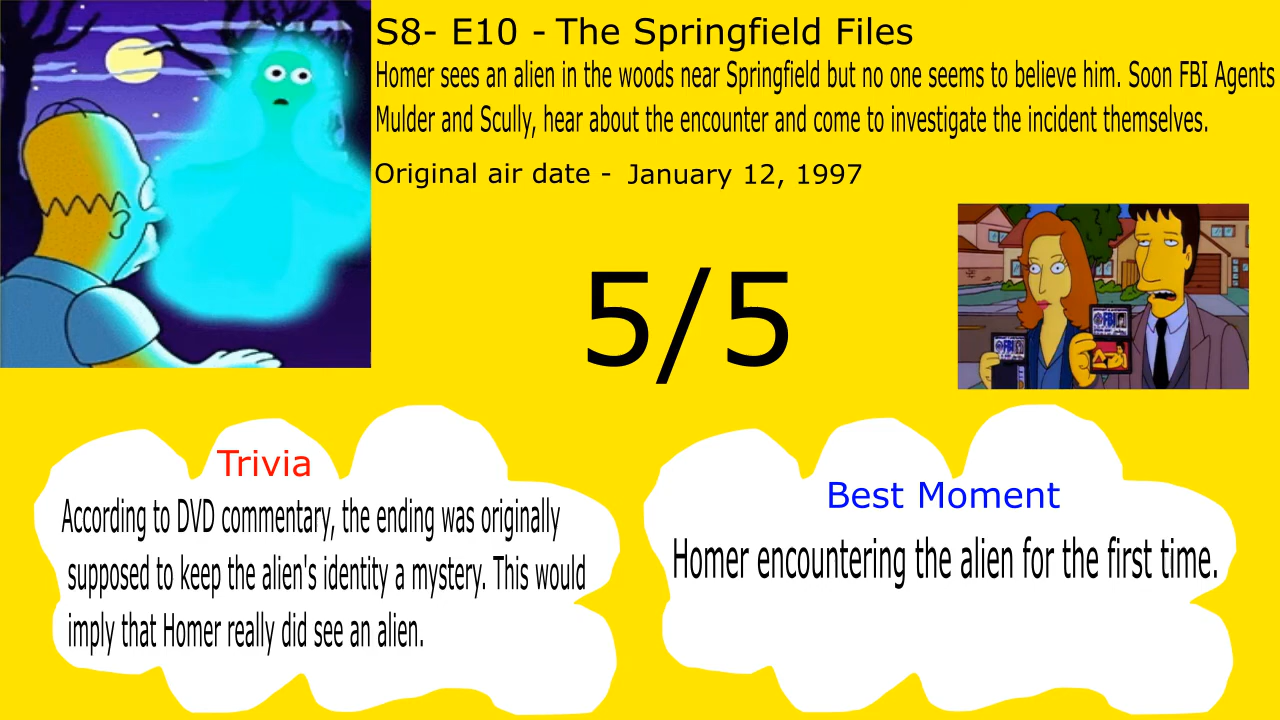 S8- E10 - The Springfield Files
Homer sees an alien in the woods near Springfield but no one seems to believe him. Soon FBI Agents
Mulder and Scully, hear about the encounter and come to investigate the incident themselves.
Original air date - January 12, 1997
5/5
FBI
FBI
Trivia
According to DVD commentary, the ending was originally
supposed to keep the alien's identity a mystery. This would
imply that Homer really did see an alien.
Best Moment
Homer encountering the alien for the first time.